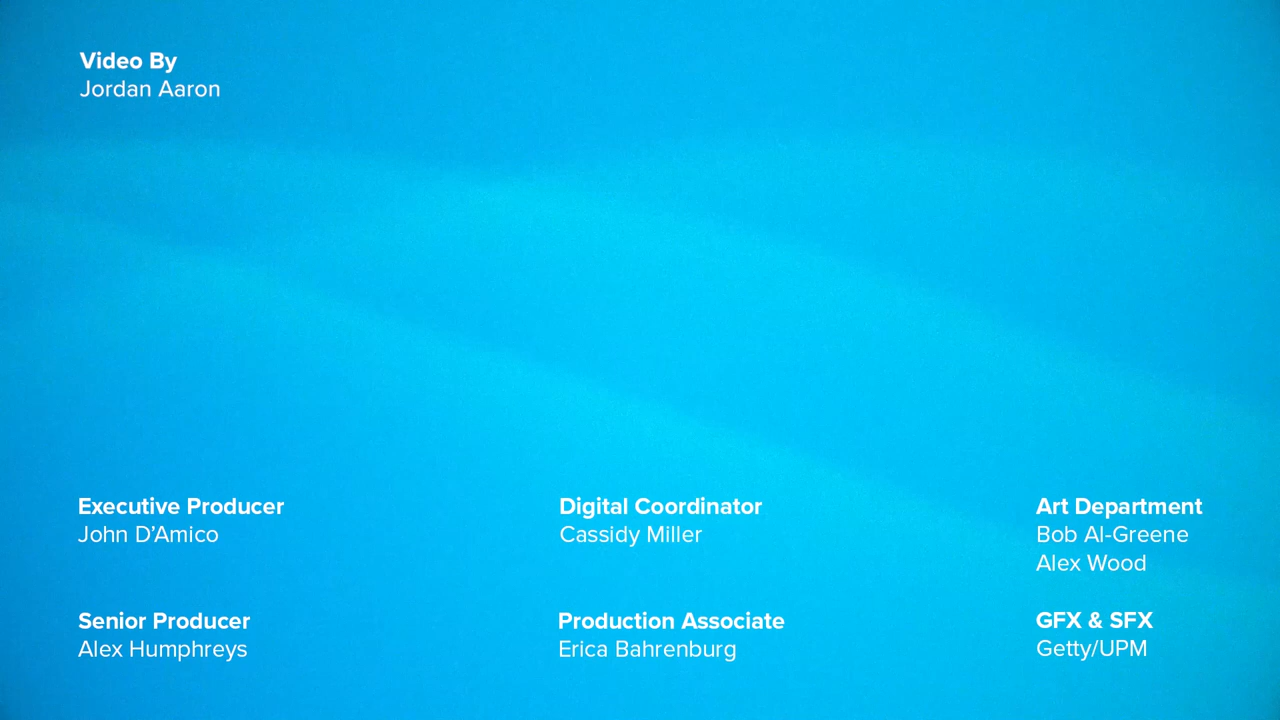 Video By
Jordan Aaron
Executive Producer
John D’Amico
Digital Coordinator
Cassidy Miller
Art Department
Bob Al-Greene
Alex Wood
Senior Producer
Alex Humphreys
Production Associate
Erica Bahrenburg
GFX & SFX
Getty/UPM